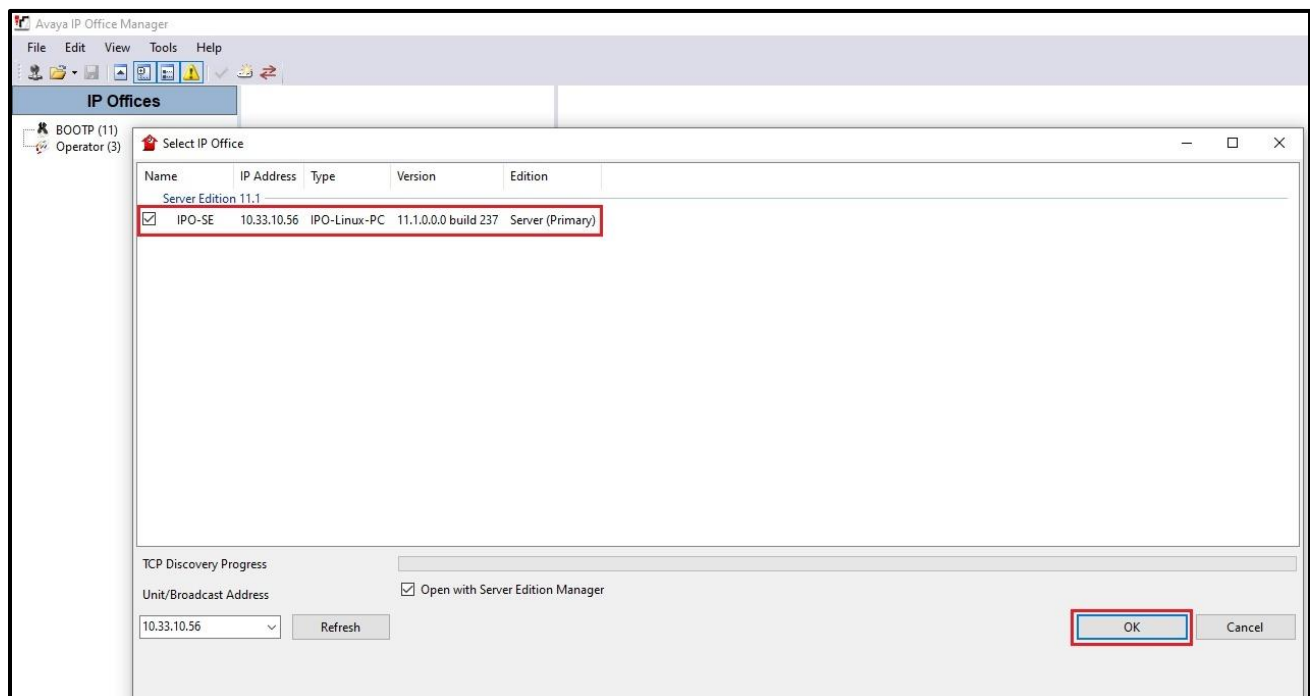 Avaya IP Office Manager
File Edit View Tools Help
IP Offices
BOOTP (11)
Operator (3)
Select IP Office
Name IP Address Type Version Edition
Server Edition 11.1
IPO-SE 10.33.10.56 IPO-Linux-PC 11.1.0.0.0 build 237 Server (Primary)
TCP Discovery Progress
Unit/Broadcast Address
Open with Server Edition Manager
10.33.10.56 Refresh OK Cancel